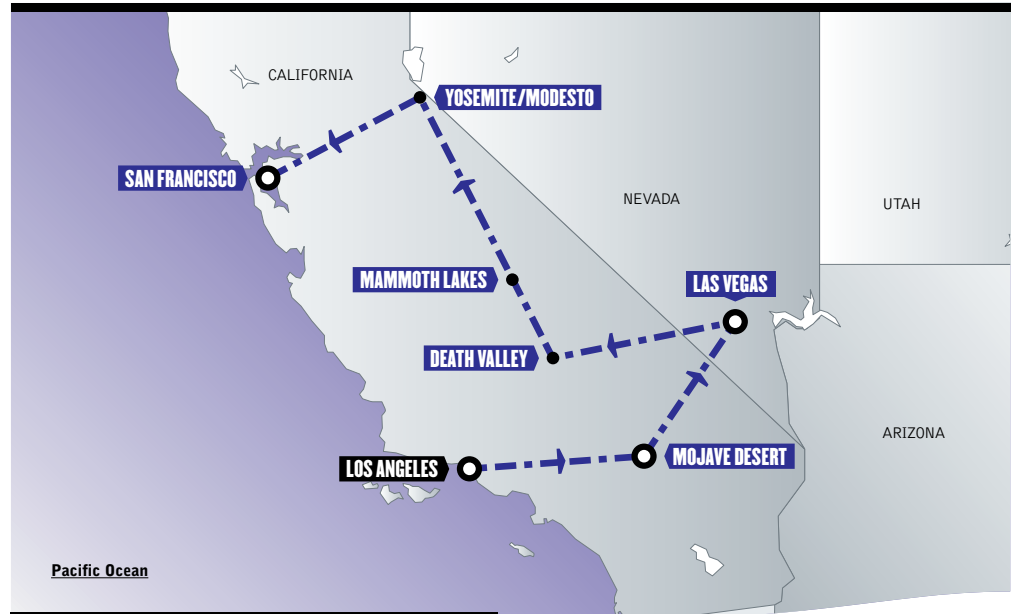 CALIFORNIA
YOSEMITE/MODESTO
SAN FRANCISCO
NEVADA
UTAH
MAMMOTH LAKES
LAS VEGAS
DEATH VALLEY
ARIZONA
LOS ANGELES
MOJAVE DESERT
Pacific Ocean